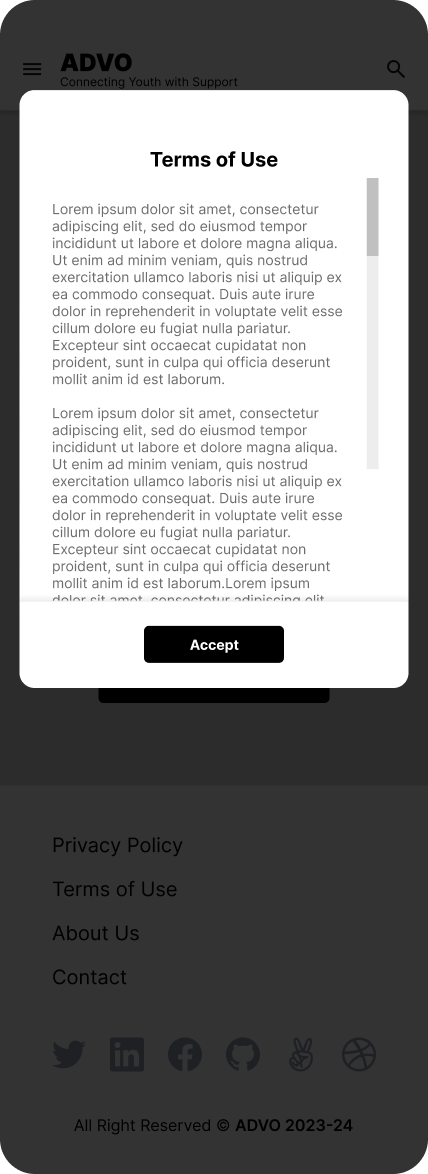 ADVO
Connecting Youth with Support
Terms of Use
Lorem ipsum dolor sit amet, consectetur
adipiscing elit, sed do eiusmod tempor
incididunt ut labore et dolore magna aliqua.
Ut enim ad minim veniam, quis nostrud
exercitation ullamco laboris nisi ut aliquip ex
ea commodo consequat. Duis aute irure
dolor in reprehenderit in voluptate velit esse
cillum dolore eu fugiat nulla pariatur.
Excepteur sint occaecat cupidatat non
proident, sunt in culpa qui officia deserunt
mollit anim id est laborum.
Lorem ipsum dolor sit amet, consectetur
adipiscing elit, sed do eiusmod tempor
incididunt ut labore et dolore magna aliqua.
Ut enim ad minim veniam, quis nostrud
exercitation ullamco laboris nisi ut aliquip ex
ea commodo consequat. Duis aute irure
dolor in reprehenderit in voluptate velit esse
cillum dolore eu fugiat nulla pariatur.
Excepteur sint occaecat cupidatat non
proident, sunt in culpa qui officia deserunt
mollit anim id est laborum.Lorem ipsum
dolor sit amet, consectetur adipiscing elit,
Accept
Privacy Policy
Terms of Use
About Us
Contact
All Right Reserved © ADVO 2023-24